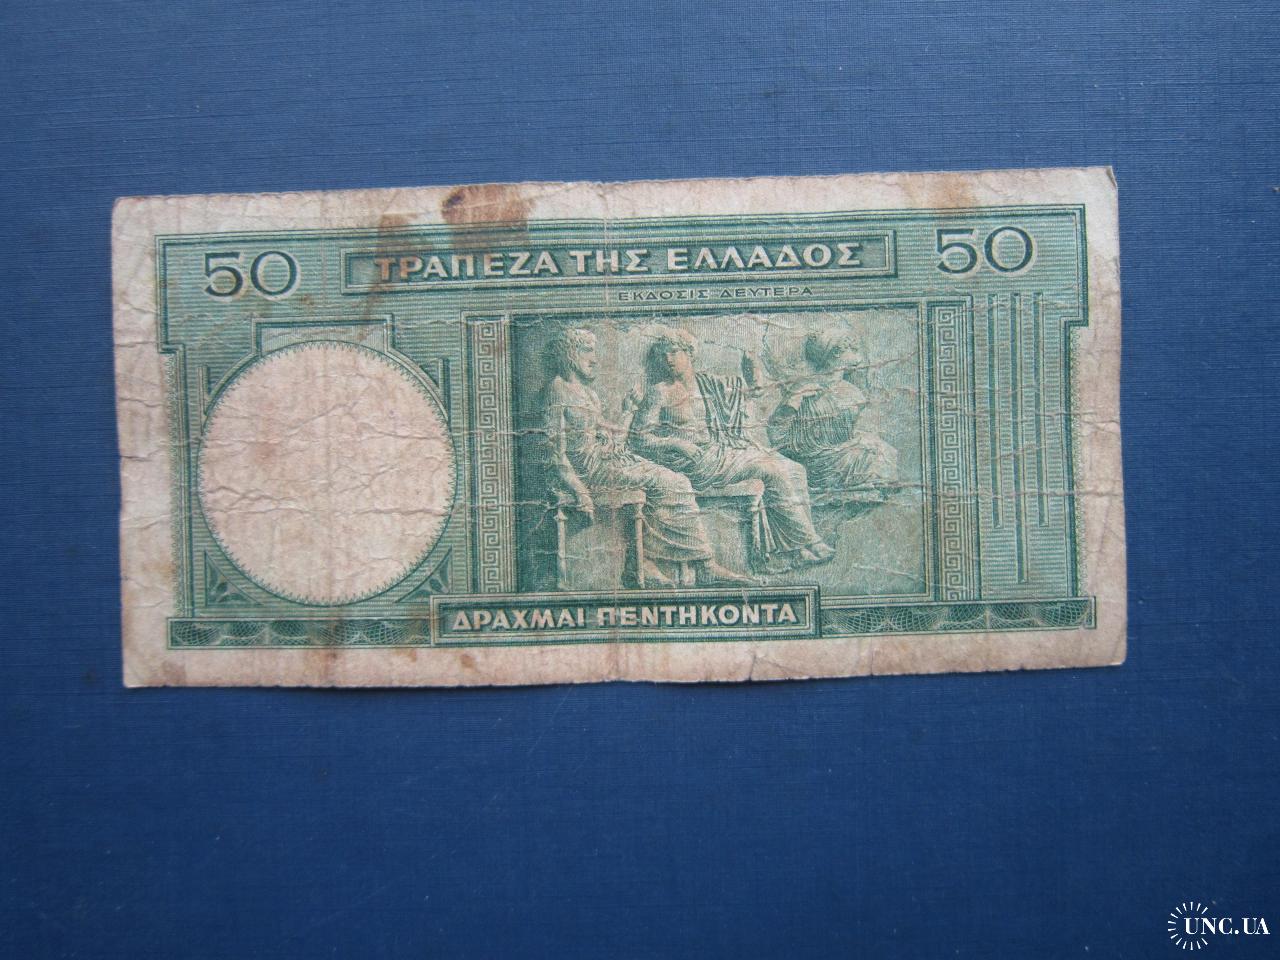 50 ΤΡΑΠΕΖΑ ΤΗΣ ΕΛΛΑΔΟΣ 50
ΕΚΔΟΣΙΣ ΔΕΥΤΕΡΑ
ΔΡΑΧΜΑΙ ΠΕΝΤΗΚΟΝΤΑ
UNC.UA